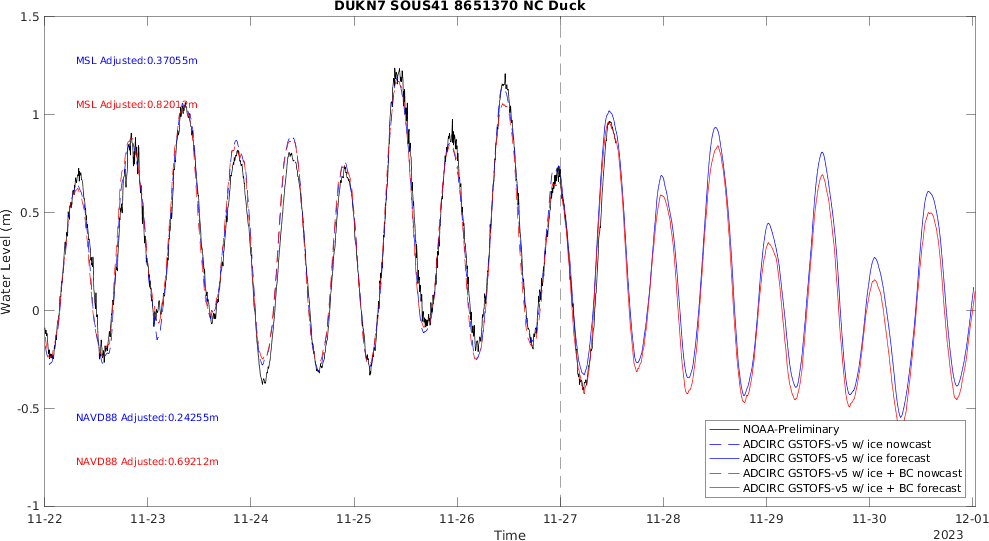 DUKN7 SOUS41 8651370 NC Duck
1.5
MSL Adjusted:0.37055m
MSL Adjusted:0.82012m
1
0.5
Water Level (m)
0
-0.5
NAVD88 Adjusted:0.24255m
NAVD88 Adjusted:0.69212m
NOAA-Preliminary
ADCIRC GSTOFS-v5 w/ ice nowcast
ADCIRC GSTOFS-v5 w/ ice forecast
ADCIRC GSTOFS-v5 w/ ice + BC nowcast
ADCIRC GSTOFS-v5 w/ ice + BC forecast
-1
11-22 11-23 11-24 11-25 11-26 11-27 11-28 11-29 11-30 12-01
Time
2023